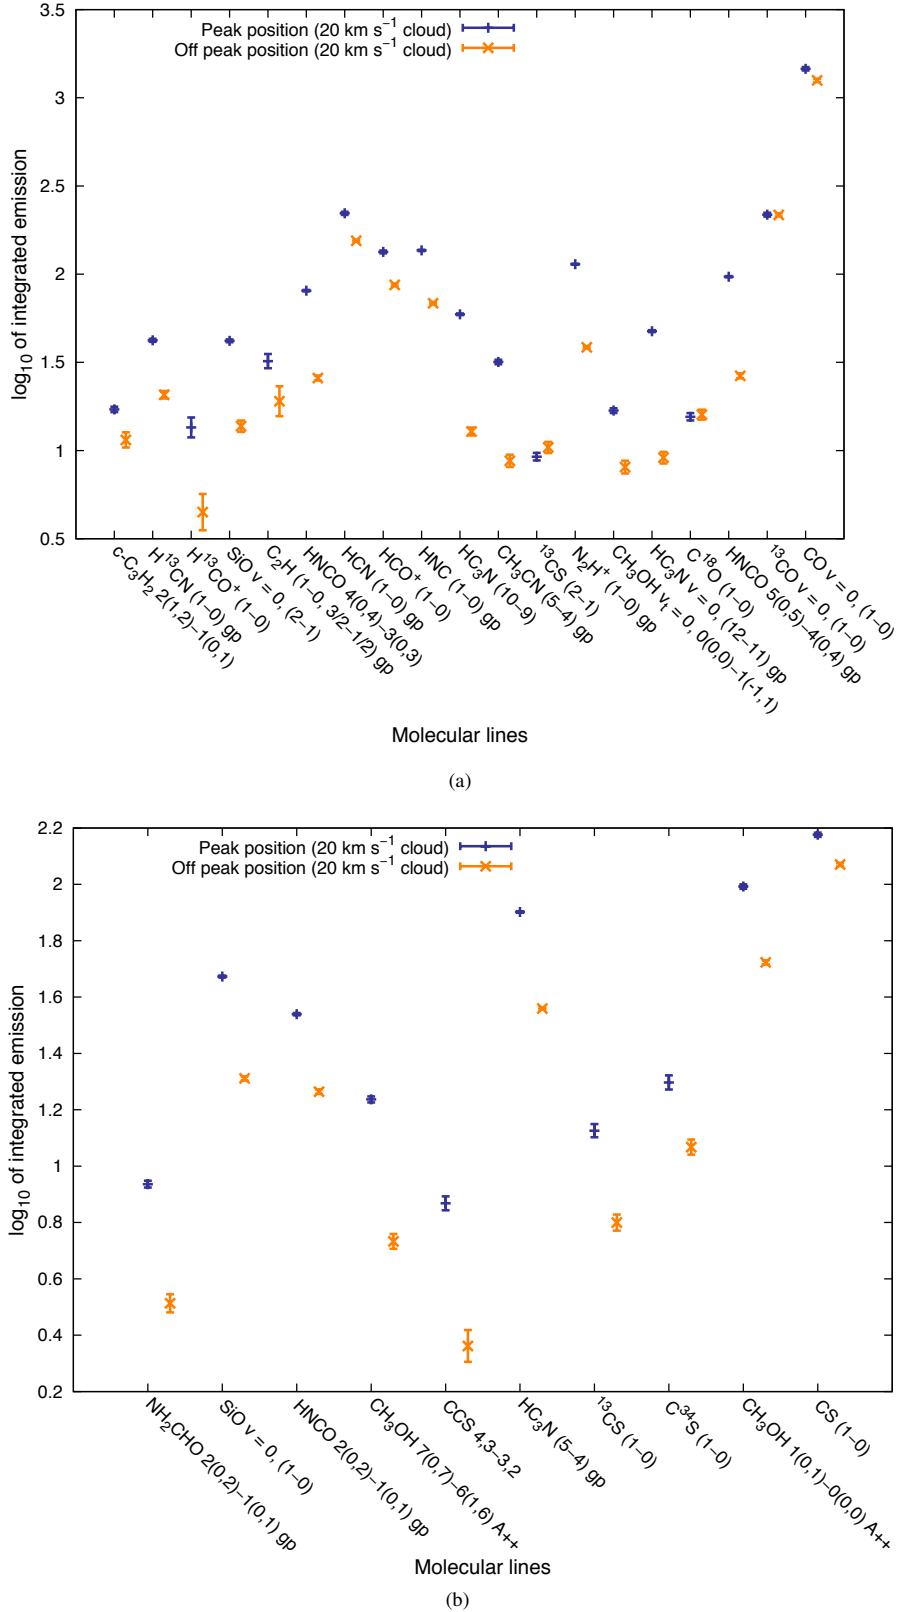 3.5
3
2.5
2
1.5
1
0.5
log₁₀ of integrated emission
Peak position (20 km s⁻¹ cloud)
Off peak position (20 km s⁻¹ cloud)
c-C₃H₂ 2(1,2)−1(0,1)
H¹³CN (1−0) gp
H¹³CO⁺ (1−0)
SiO v = 0, (2−1)
C₂H (1−0, 3/2−1/2) gp
HNCO 4(0,4)−3(0,3)
HCN (1−0) gp
HCO⁺ (1−0)
HNC (1−0) gp
HC₃N (10−9)
CH₃CN (5−4) gp
¹³CS (2−1)
N₂H⁺ (1−0) gp
CH₃OH vₜ = 0, 0(0,0)−1(-1,1)
HC₃N v = 0, (12−11) gp
C¹⁸O (1−0)
HNCO 5(0,5)−4(0,4) gp
¹³CO v = 0, (1−0)
CO v = 0, (1−0)
Molecular lines
(a)
2.2
2
1.8
1.6
1.4
1.2
1
0.8
0.6
0.4
0.2
log₁₀ of integrated emission
Peak position (20 km s⁻¹ cloud)
Off peak position (20 km s⁻¹ cloud)
NH₂CHO 2(0,2)−1(0,1) gp
SiO v = 0, (1−0)
HNCO 2(0,2)−1(0,1) gp
CH₃OH 7(0,7)−6(1,6) A++
CCS 4,3−3,2
HC₃N (5−4) gp
¹³CS (1−0)
C³⁴S (1−0)
CH₃OH 1(0,1)−0(0,0) A++
CS (1−0)
Molecular lines
(b)